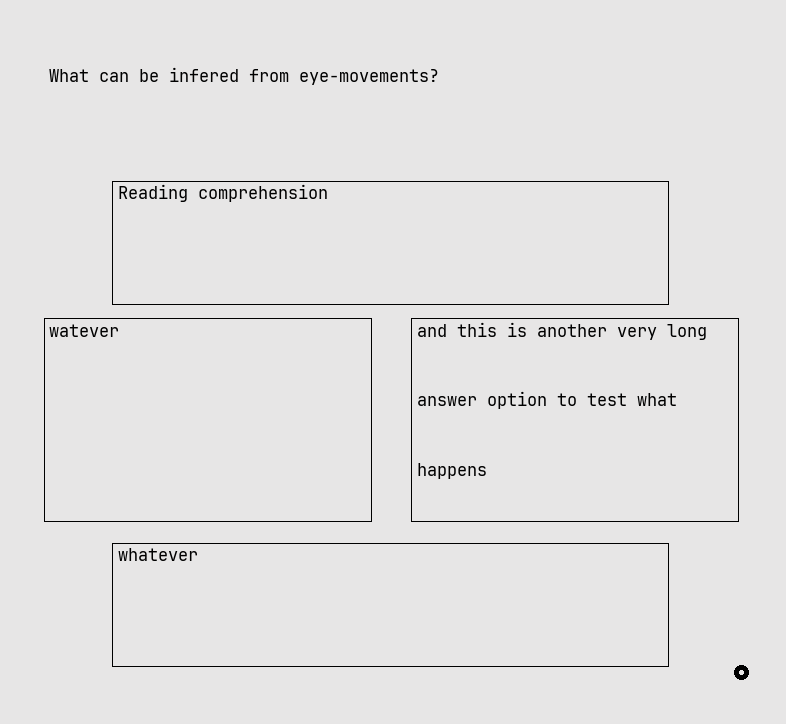 What can be infered from eye-movements?
Reading comprehension
watever
and this is another very long
answer option to test what
happens
whatever